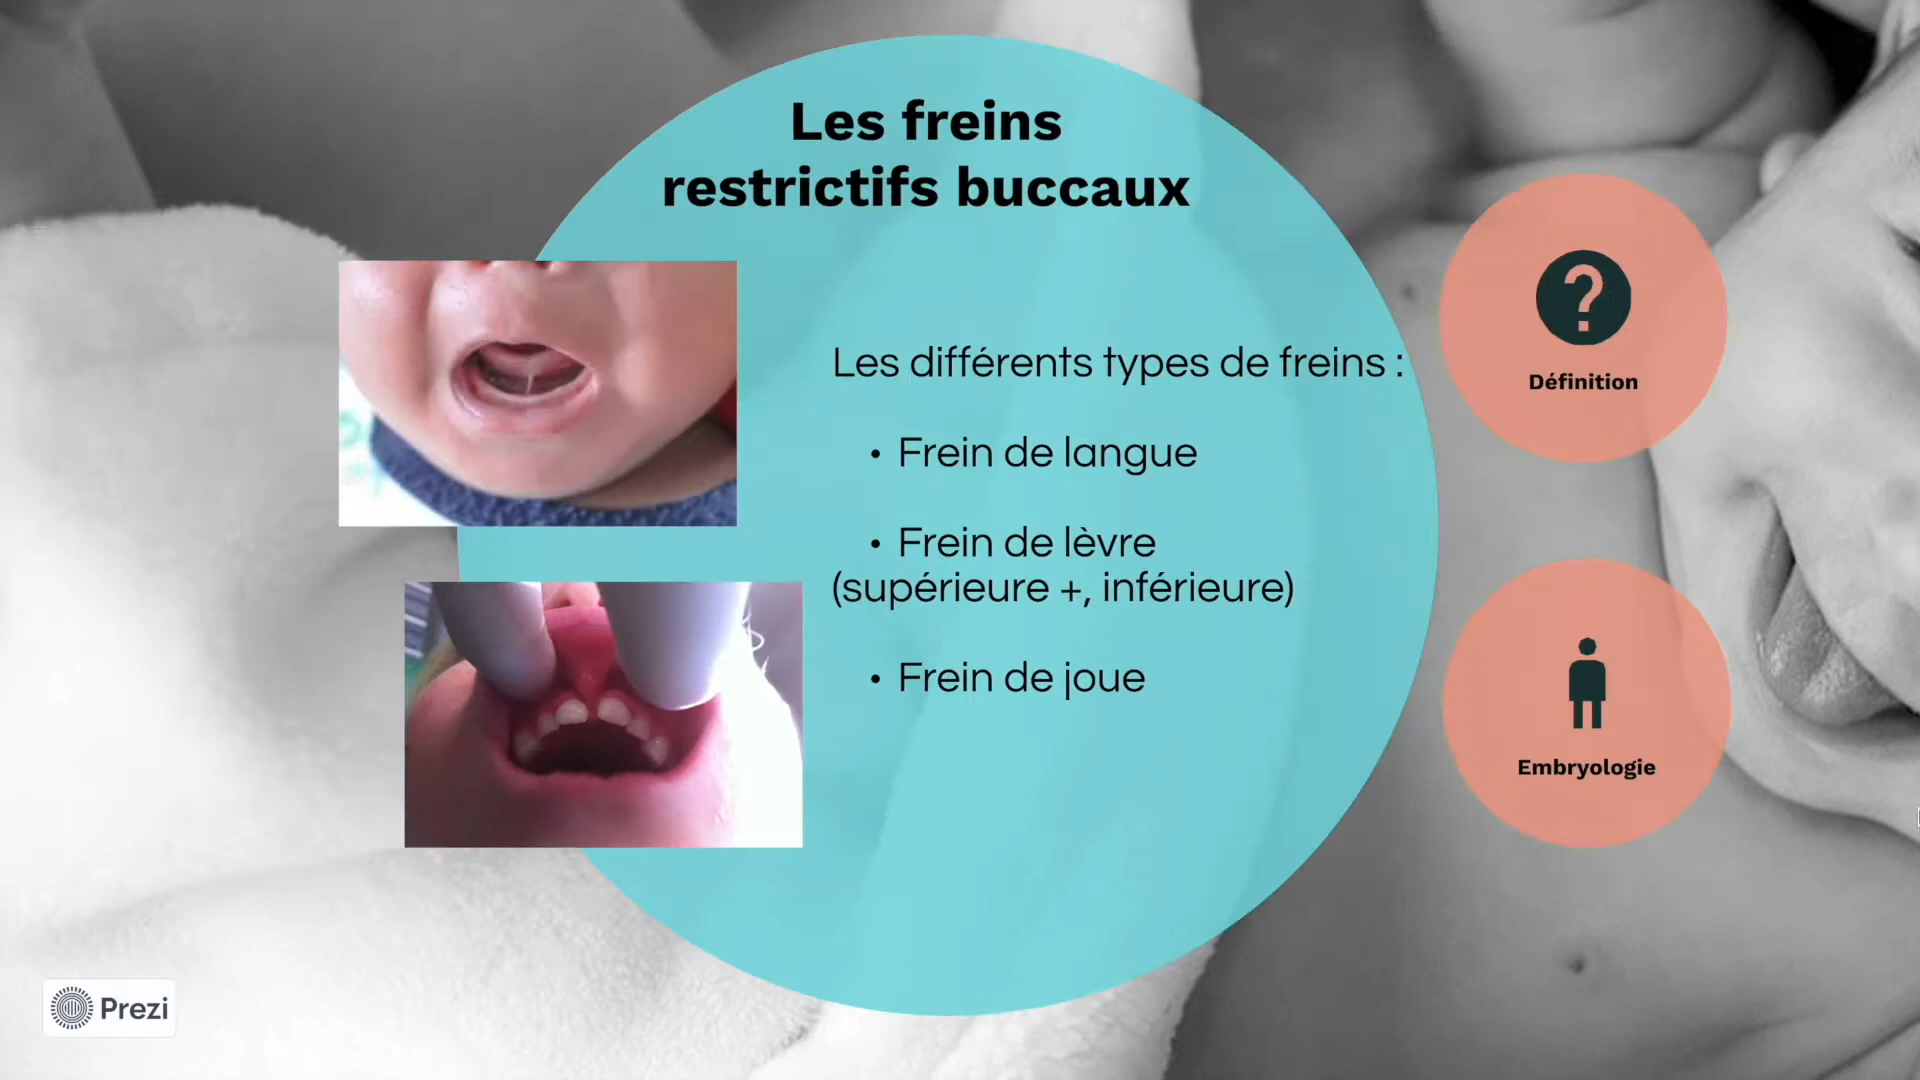 Les freins
restrictifs buccaux
Les différents types de freins :
• Frein de langue
• Frein de lèvre
(supérieure +, inférieure)
• Frein de joue
?
Définition
Embryologie
Prezi